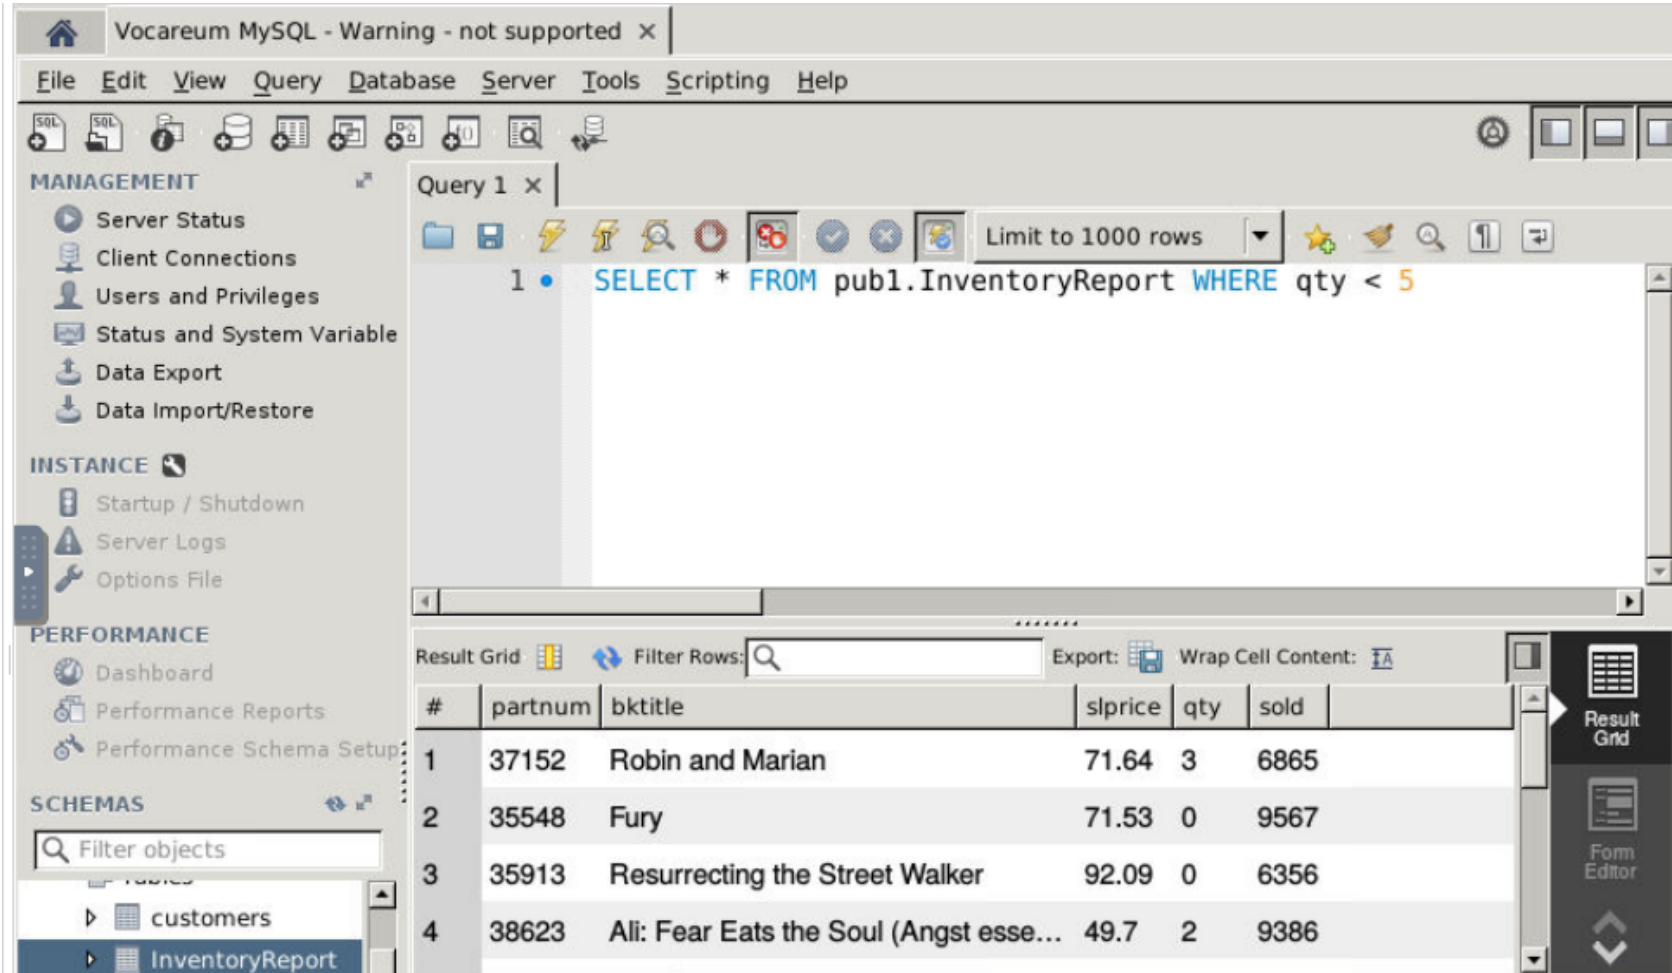 Vocareum MySQL - Warning - not supported ×
File Edit View Query Database Server Tools Scripting Help
MANAGEMENT
Server Status
Client Connections
Users and Privileges
Status and System Variable
Data Export
Data Import/Restore
INSTANCE
Startup / Shutdown
Server Logs
Options File
PERFORMANCE
Dashboard
Performance Reports
Performance Schema Setup
SCHEMAS
Filter objects
Tables
customers
InventoryReport
Query 1 ×
Limit to 1000 rows
1 SELECT * FROM pub1.InventoryReport WHERE qty < 5
Result Grid Filter Rows: Export: Wrap Cell Content:
# partnum bktitle slprice qty sold
1 37152 Robin and Marian 71.64 3 6865
2 35548 Fury 71.53 0 9567
3 35913 Resurrecting the Street Walker 92.09 0 6356
4 38623 Ali: Fear Eats the Soul (Angst esse... 49.7 2 9386
Result
Grid
Form
Editor